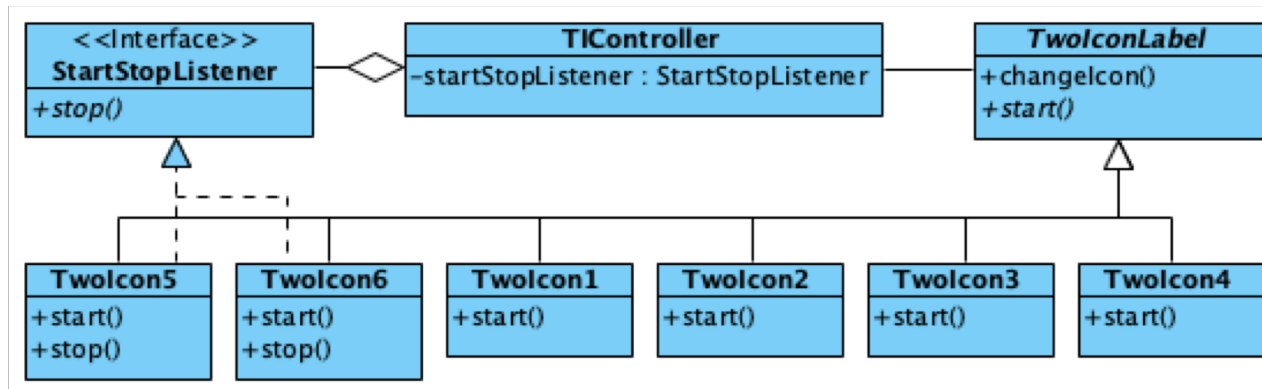 <<Interface>>
StartStopListener
+stop()
TIController
-startStopListener : StartStopListener
TwoIconLabel
+changeIcon()
+start()
TwoIcon5
+start()
+stop()
TwoIcon6
+start()
+stop()
TwoIcon1
+start()
TwoIcon2
+start()
TwoIcon3
+start()
TwoIcon4
+start()